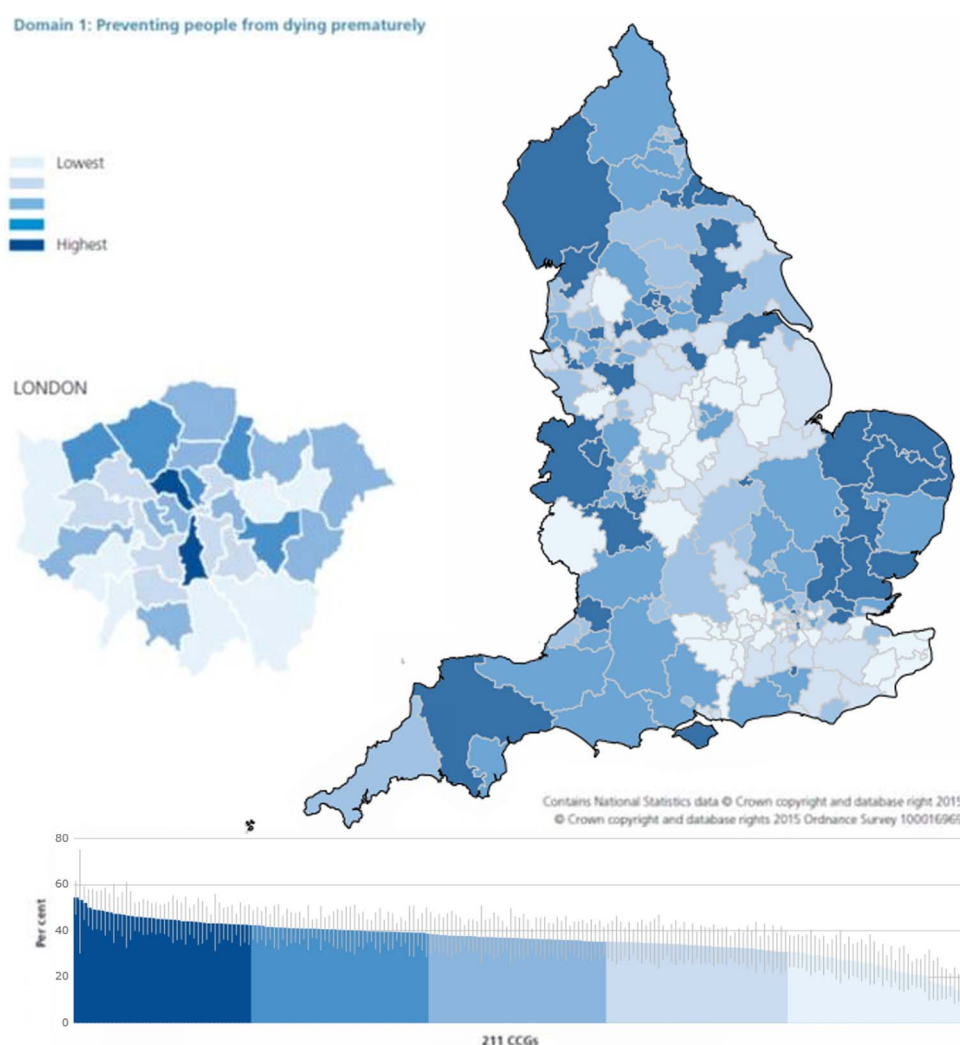 Domain 1: Preventing people from dying prematurely
Lowest
Highest
LONDON
Contains National Statistics data © Crown copyright and database right 2015
© Crown copyright and database rights 2015 Ordnance Survey 100016969
80
60
40
20
0
Per cent
211 CCGs